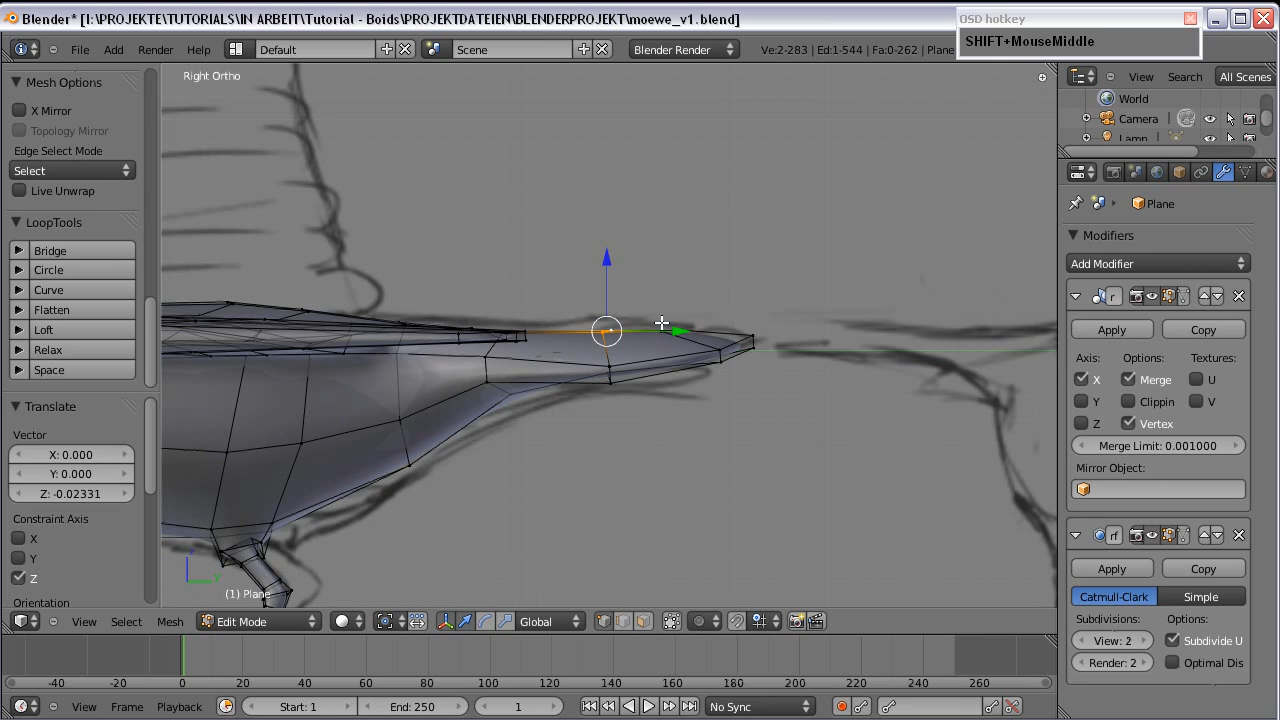 Blender* [I:\PROJEKTE\TUTORIALS\IN ARBEIT\Tutorial - Boids\PROJEKTDATEIEN\BLENDERPROJEKT\moewe_v1.blend]
OSD hotkey
SHIFT+MouseMiddle
File Add Render Help Default Scene Blender Render Ve:2-283 | Ed:1-544 | Fa:0-262 | Plane
View Search All Scenes
World
Camera
Lamp
Plane
Modifiers
Add Modifier
Apply Copy
Axis: Options: Textures:
X Merge U
Y Clippin V
Z Vertex
Merge Limit: 0.001000
Mirror Object:
rf
Apply Copy
Catmull-Clark Simple
Subdivisions: Options:
View: 2 Subdivide U
Render: 2 Optimal Dis
Mesh Options
X Mirror
Topology Mirror
Edge Select Mode
Select
Live Unwrap
LoopTools
Bridge
Circle
Curve
Flatten
Loft
Relax
Space
Translate
Vector
X: 0.000
Y: 0.000
Z: -0.02331
Constraint Axis
X
Y
Z
Orientation
Right Ortho
z
y
(1) Plane
View Select Mesh Edit Mode Global
-40 -20 0 20 40 60 80 100 120 140 160 180 200 220 240 260
View Frame Playback Start: 1 End: 250 1 No Sync